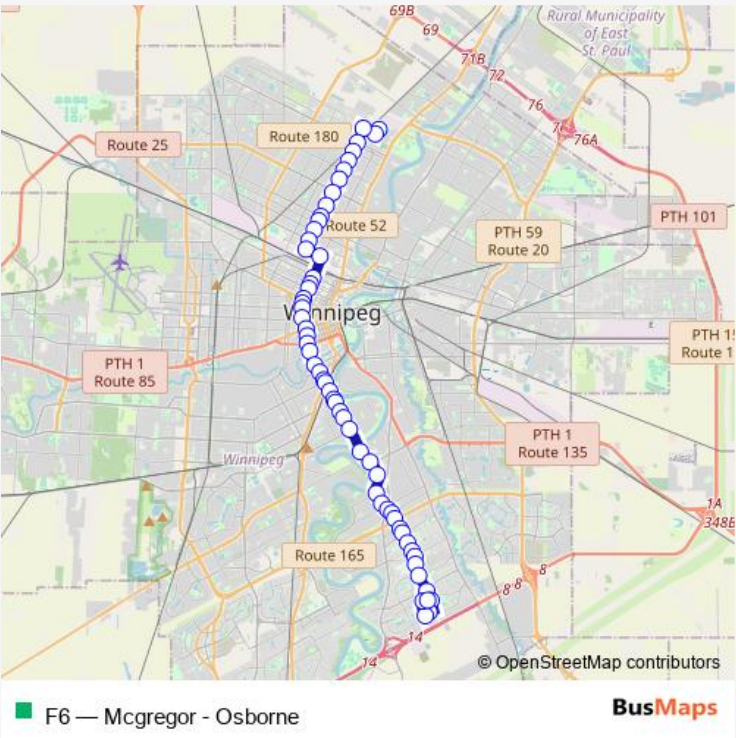 69B
69
Rural Municipality
of East
St. Paul
71B
72
76
76A
Route 25
Route 180
PTH 101
Route 52
PTH 59
Route 20
Winnipeg
PTH 1
Route 85
PTH 1
Route 135
Winnipeg
1A
348B
Route 165
8
8
8
14
14
© OpenStreetMap contributors
F6 — Mcgregor - Osborne
BusMaps